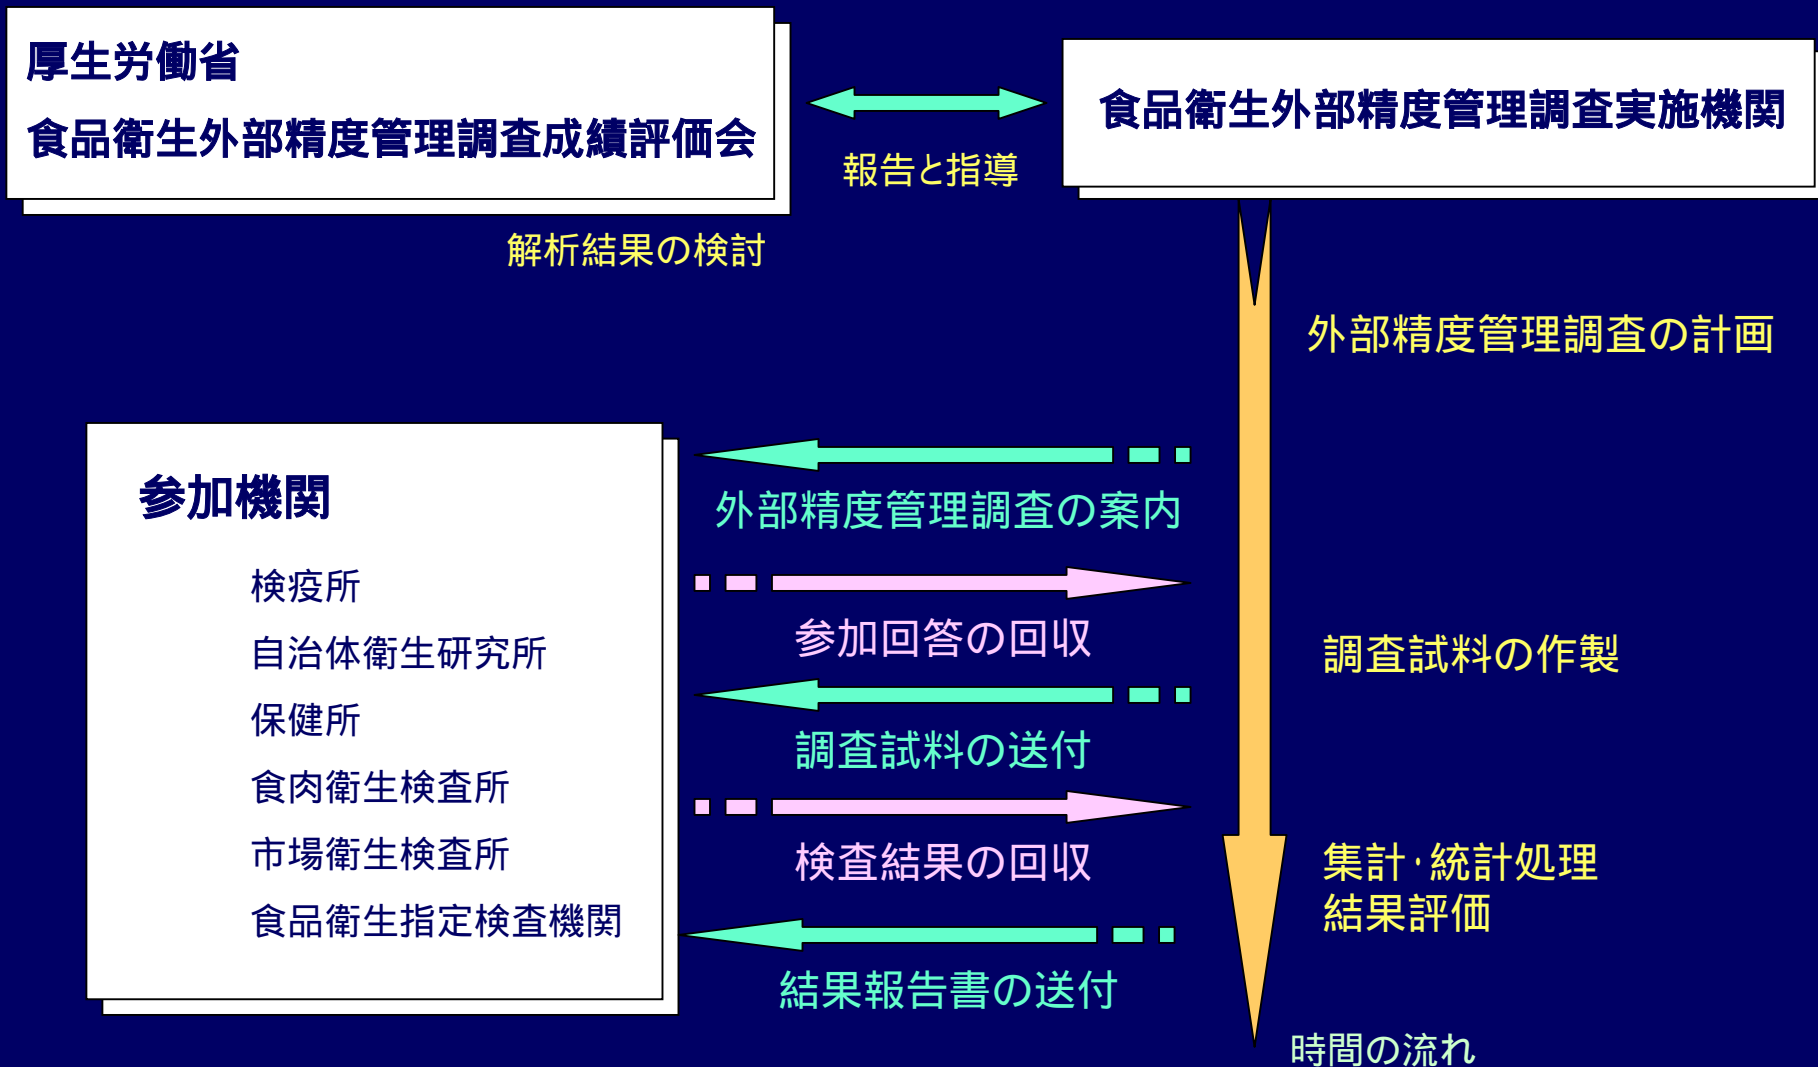 厚生労働省
食品衛生外部精度管理調査成績評価会
食品衛生外部精度管理調査実施機関
報告と指導
解析結果の検討
外部精度管理調査の計画
参加機関
検疫所
自治体衛生研究所
保健所
食肉衛生検査所
市場衛生検査所
食品衛生指定検査機関
外部精度管理調査の案内
参加回答の回収
調査試料の送付
検査結果の回収
結果報告書の送付
調査試料の作製
集計・統計処理
結果評価
時間の流れ